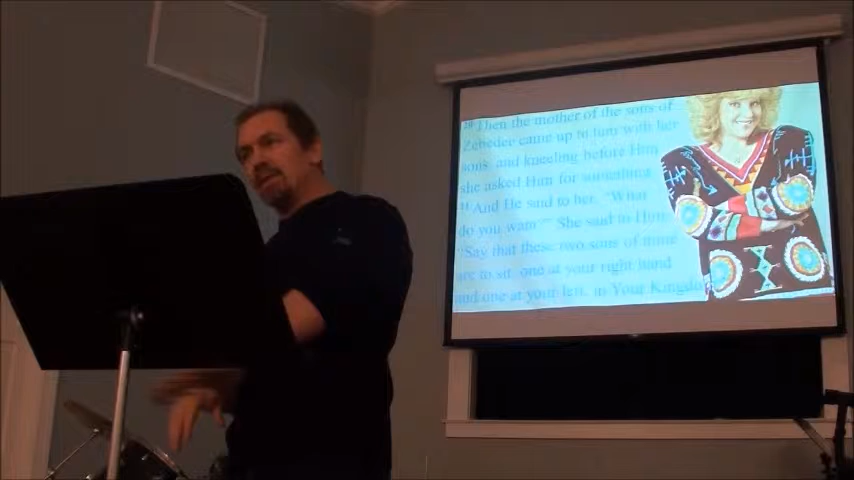 ²⁰ Then the mother of the sons of
Zebedee came up to him with her
sons, and kneeling before Him
she asked Him for something.
²¹ And He said to her, "What
do you want?" She said to Him,
"Say that these two sons of mine
are to sit, one at your right hand
and one at your left, in Your Kingdo